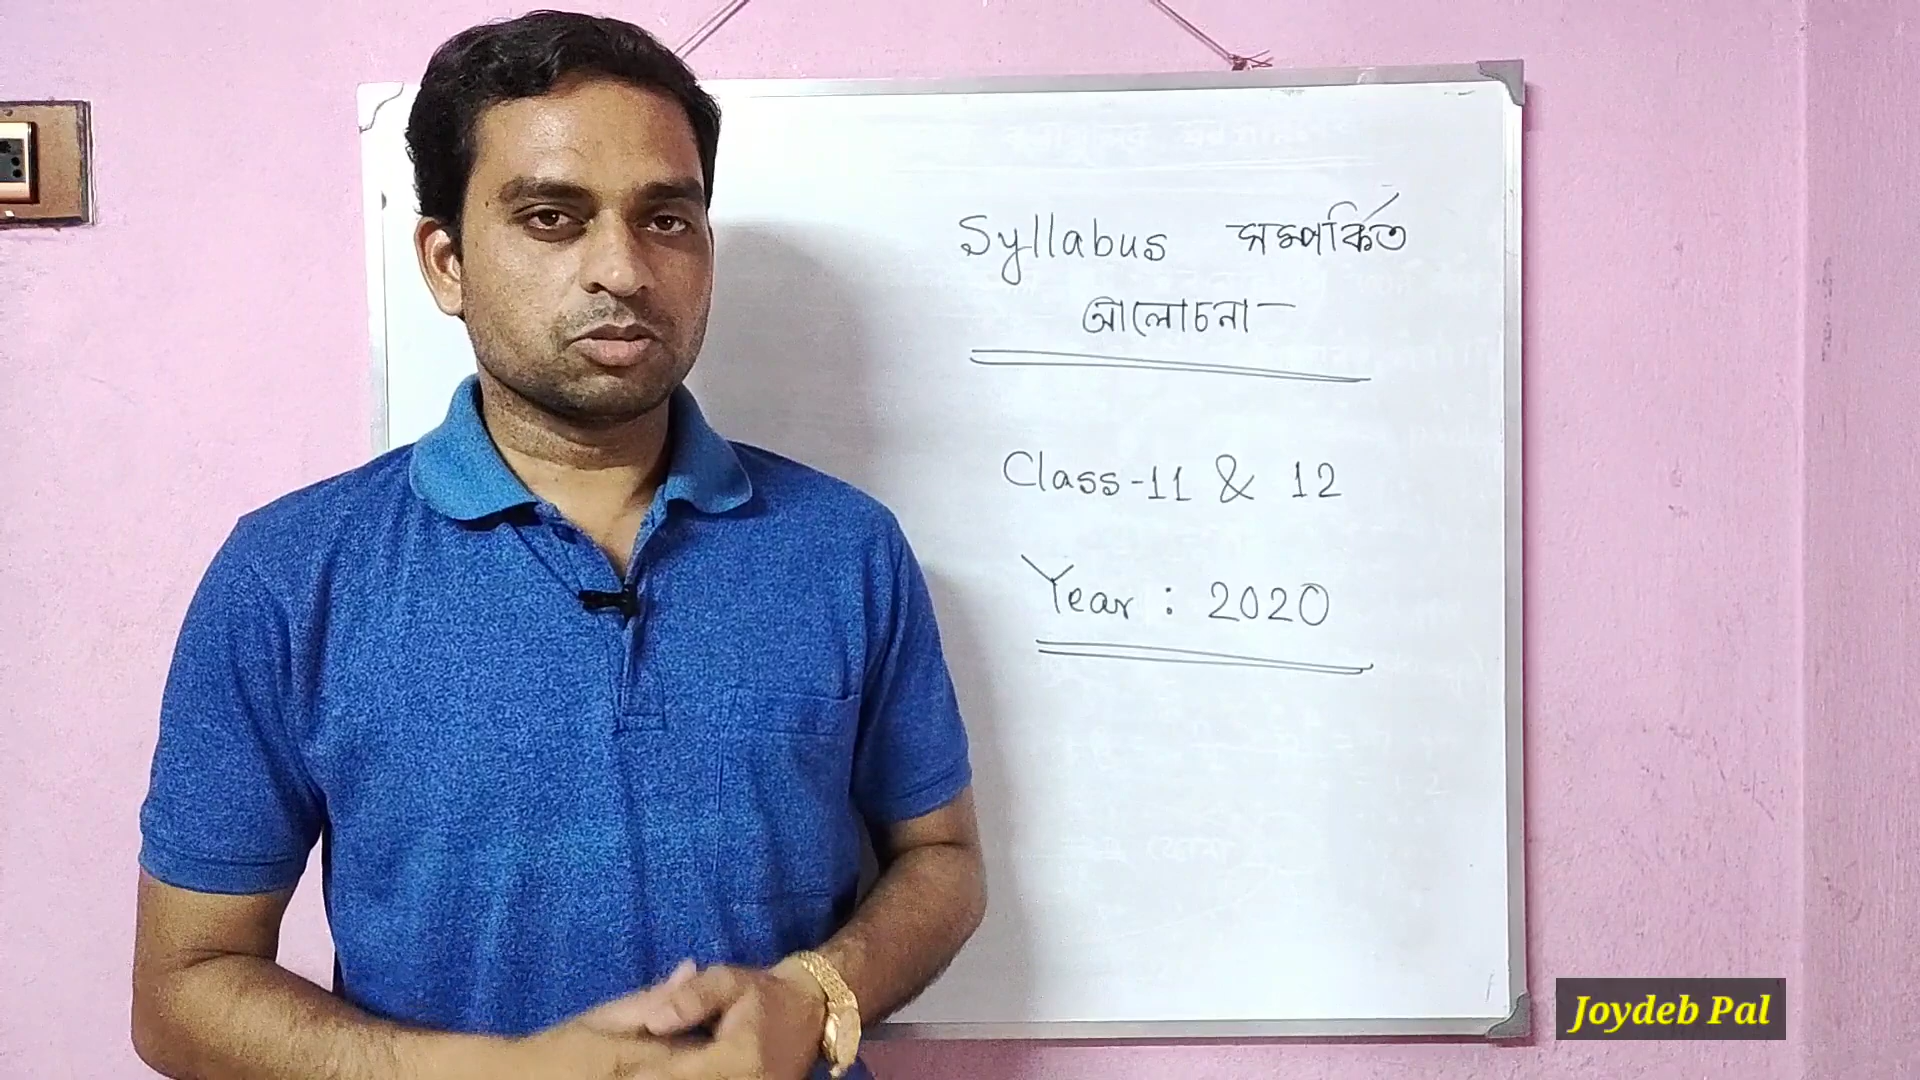 Syllabus সম্পর্কিত
আলোচনা -
Class-11 & 12
Year : 2020
Joydeb Pal